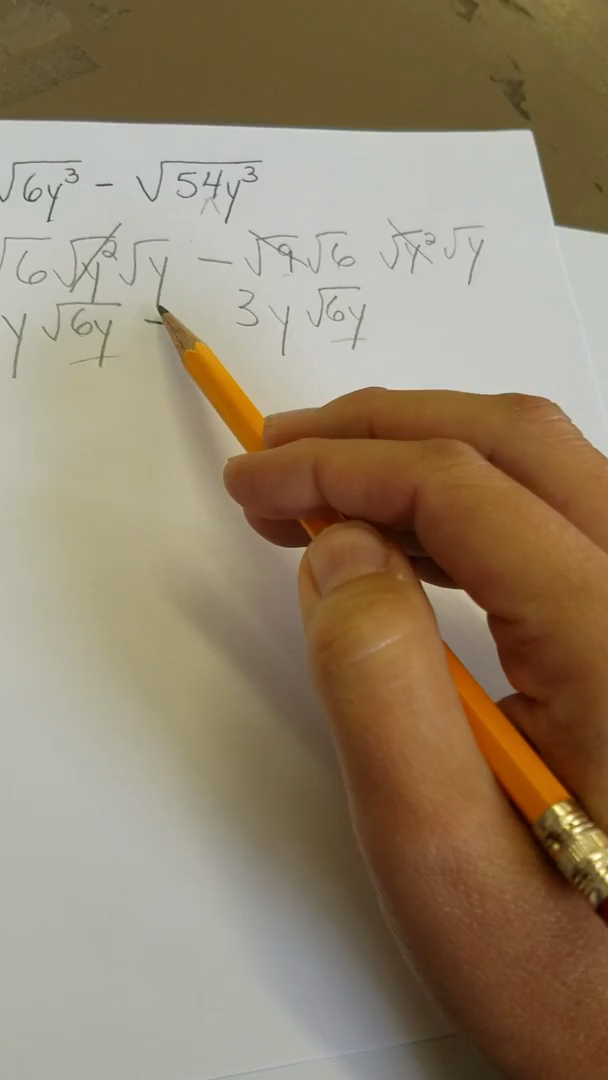 √6y³ - √54y³
√6 √y² √y - √9 √6 √y² √y
y √6y - 3y √6y